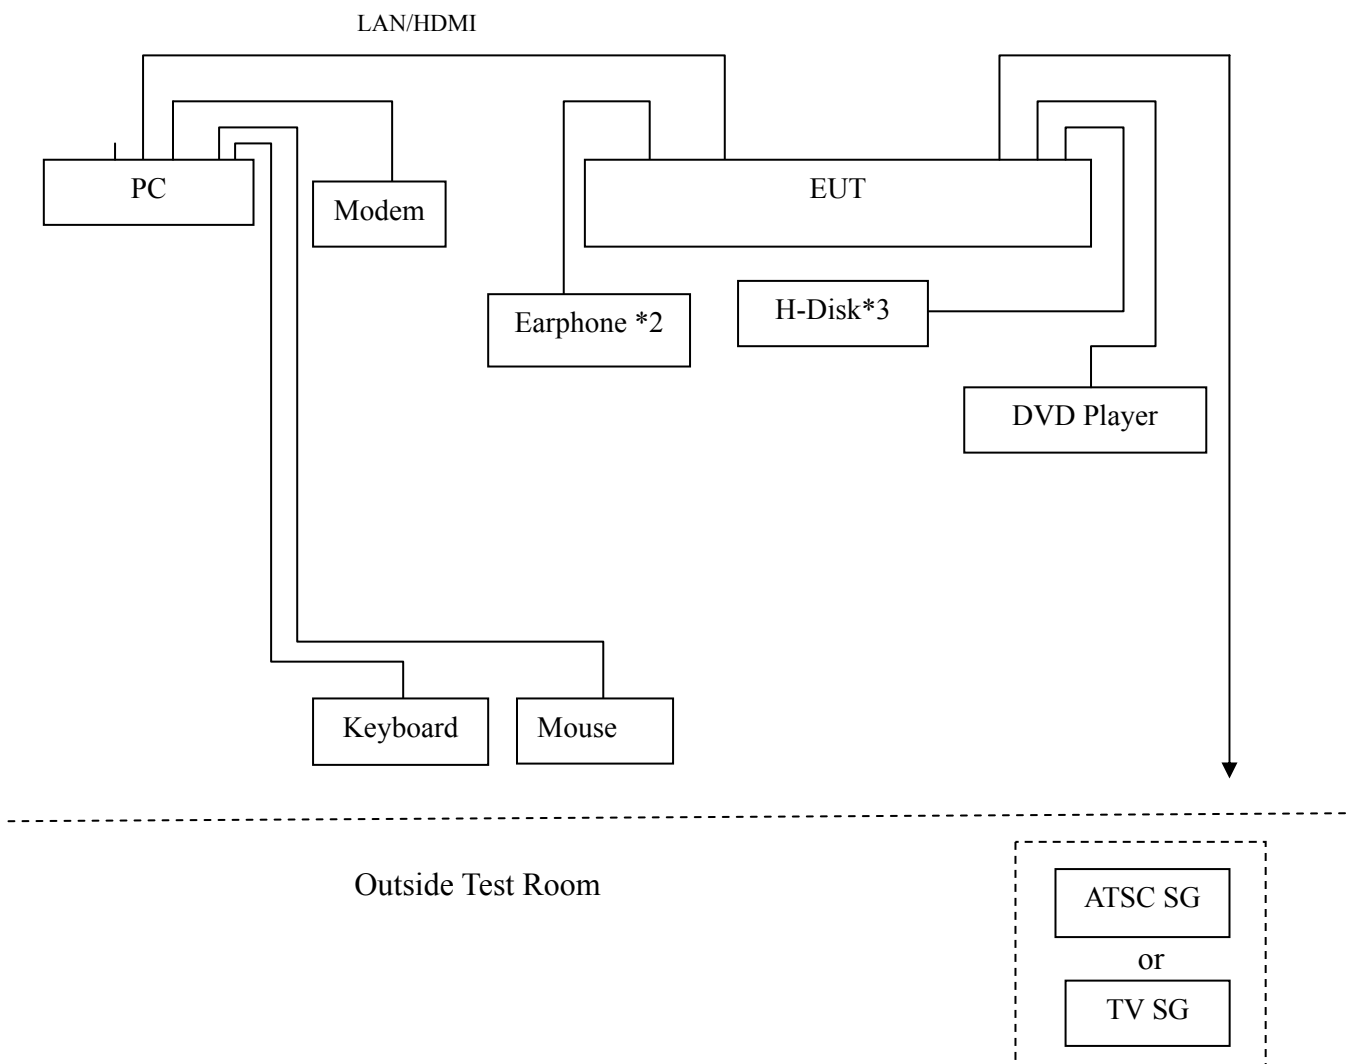 LAN/HDMI
PC
EUT
Modem
Earphone *2
H-Disk*3
DVD Player
Keyboard
Mouse
Outside Test Room
ATSC SG
or
TV SG